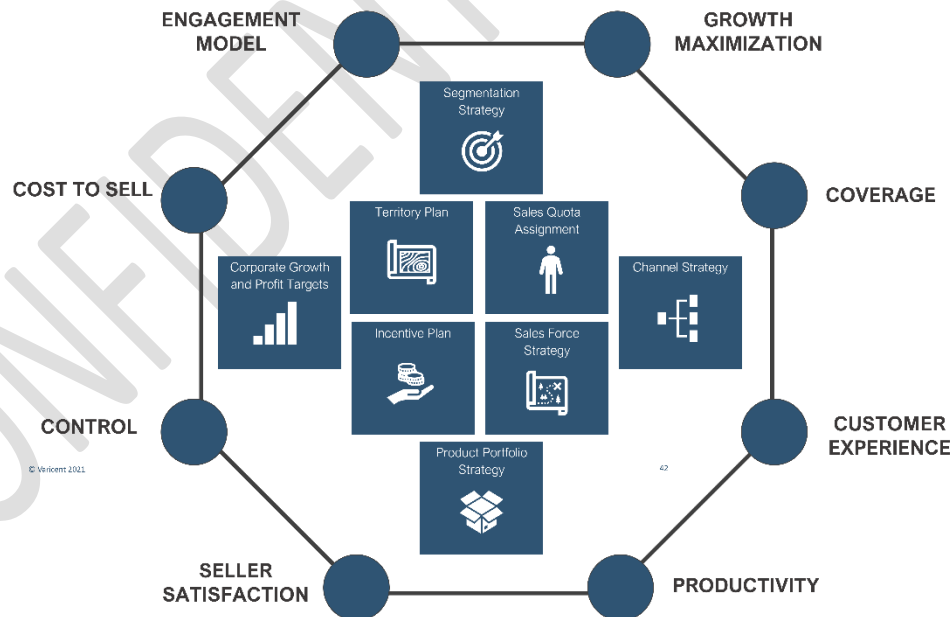 ENGAGEMENT
MODEL
GROWTH
MAXIMIZATION
Segmentation
Strategy
COST TO SELL
COVERAGE
Territory Plan
Sales Quota
Assignment
Corporate Growth
and Profit Targets
Channel Strategy
Incentive Plan
Sales Force
Strategy
CONTROL
CUSTOMER
EXPERIENCE
Product Portfolio
Strategy
© Varicent 2021
42
SELLER
SATISFACTION
PRODUCTIVITY